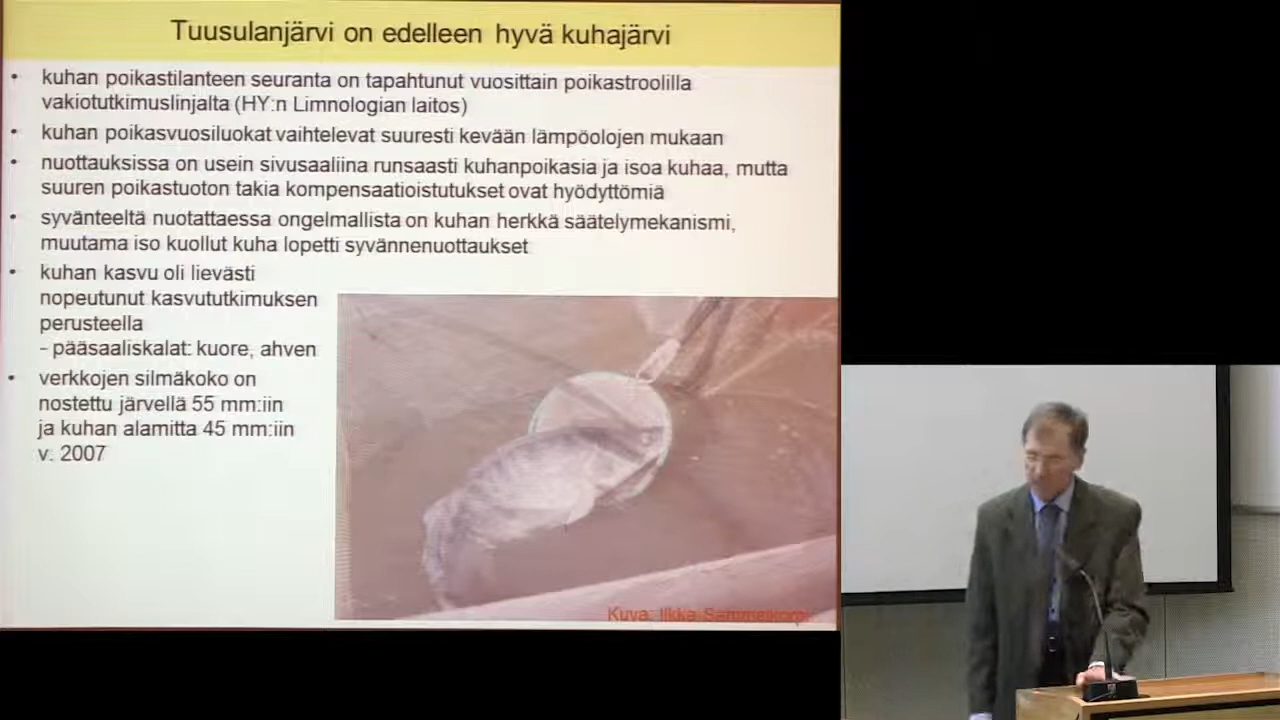 Tuusulanjärvi on edelleen hyvä kuhajärvi
• kuhan poikastilanteen seuranta on tapahtunut vuosittain poikastroolilla
vakiotutkimuslinjalta (HY:n Limnologian laitos)
• kuhan poikasvuosiluokat vaihtelevat suuresti kevään lämpöolojen mukaan
• nuottauksissa on usein sivusaaliina runsaasti kuhanpoikasia ja isoa kuhaa, mutta
suuren poikastuoton takia kompensaatioistutukset ovat hyödyttömiä
• syvänteeltä nuotattaessa ongelmallista on kuhan herkkä säätelymekanismi,
muutama iso kuollut kuha lopetti syvännenuottaukset
• kuhan kasvu oli lievästi
nopeutunut kasvututkimuksen
perusteella
- pääsaaliskalat: kuore, ahven
• verkkojen silmäkoko on
nostettu järvellä 55 mm:iin
ja kuhan alamitta 45 mm:iin
v. 2007
Kuva: Ilkka Sammalkorpi